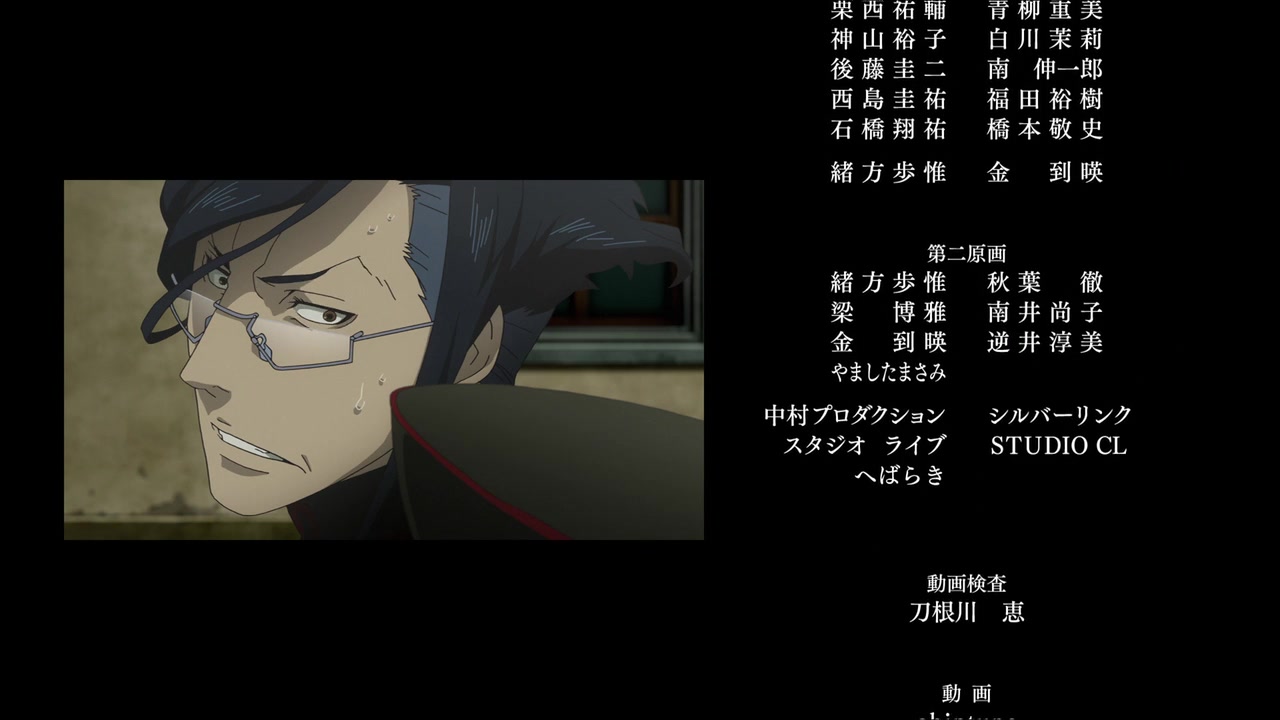 栗西祐輔 青柳重美
神山裕子 白川茉莉
後藤圭二 南 伸一郎
西島圭祐 福田裕樹
石橋翔祐 橋本敬史
緒方歩惟 金 到暎
第二原画
緒方歩惟 秋葉 徹
梁 博雅 南井尚子
金 到暎 逆井淳美
やましたまさみ
中村プロダクション シルバーリンク
スタジオ ライブ STUDIO CL
へばらき
動画検査
刀根川 恵
動画